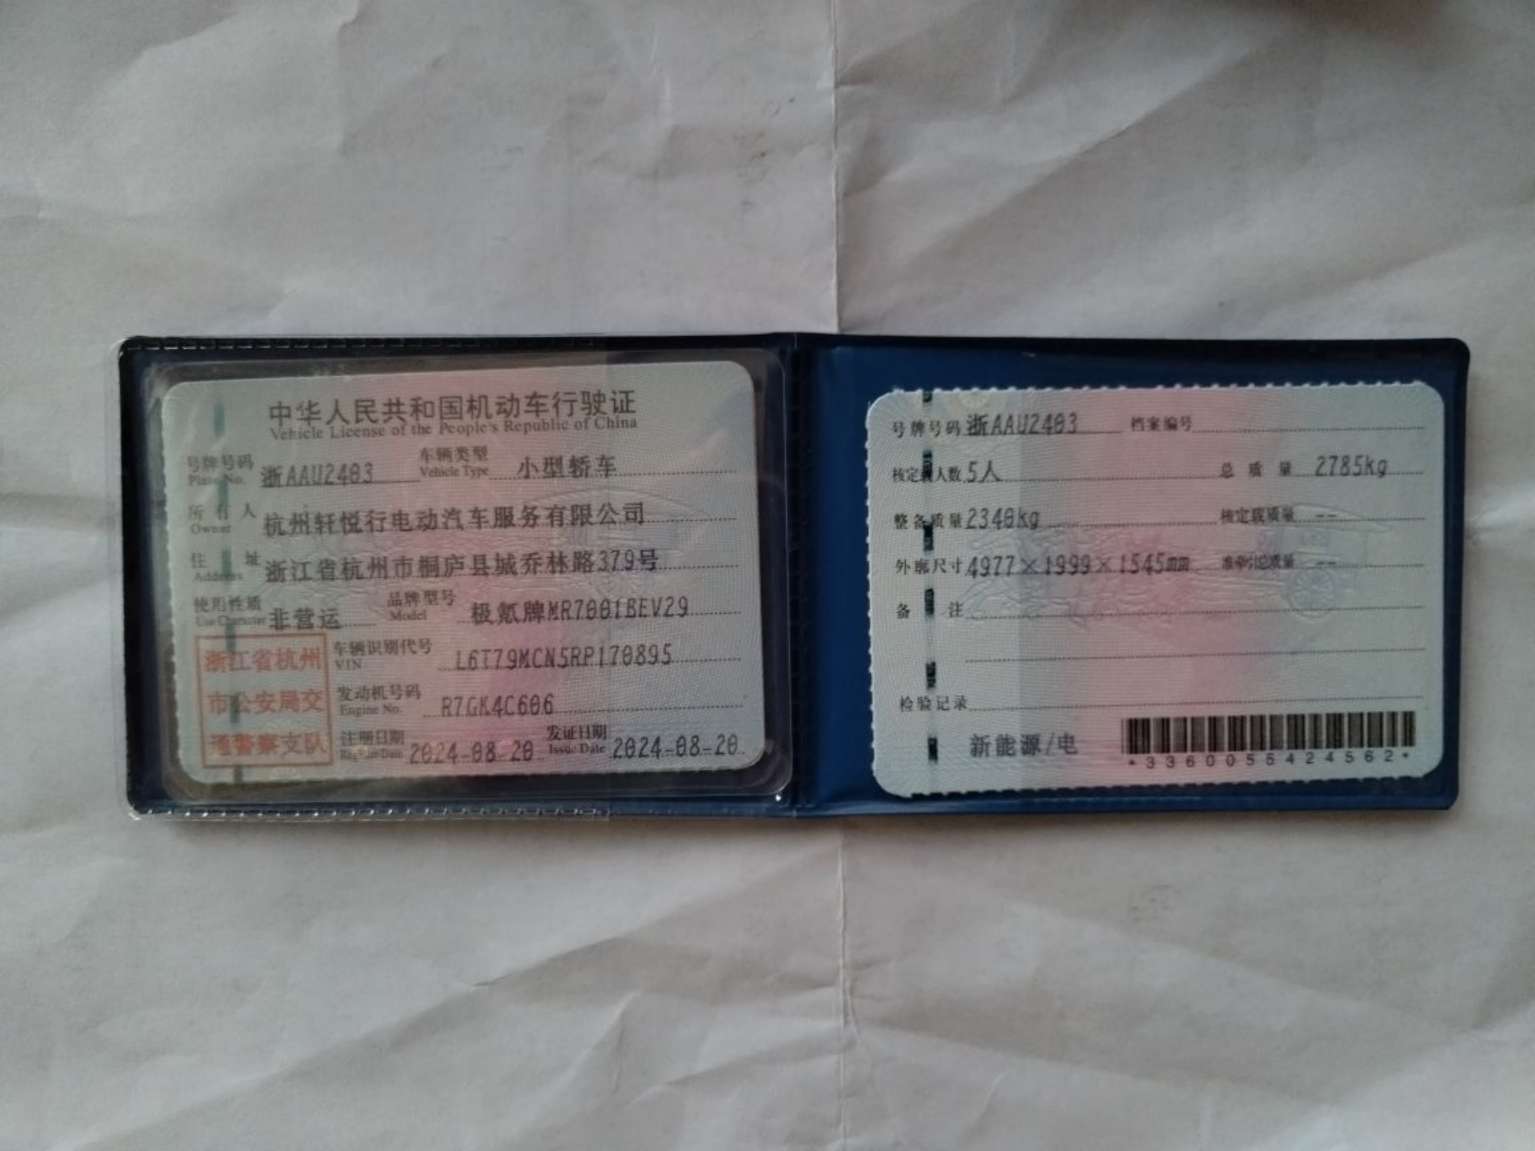 中华人民共和国机动车行驶证
Vehicle License of the People's Republic of China
号牌号码 浙AAU2403 车辆类型 小型轿车
Plate No. Vehicle Type
所有人 杭州轩悦行电动汽车服务有限公司
Owner
住址 浙江省杭州市桐庐县城乔林路379号
Address
使用性质 非营运 品牌型号 极氪牌MR7001BEV29
Use Character Model
浙江省杭州
市公安局交
通警察支队
车辆识别代号 L6T79MCN5RP170895
VIN
发动机号码 R7GK4C606
Engine No.
注册日期 2024-08-20 发证日期 2024-08-20
Register Date Issue Date
号牌号码 浙AAU2403 档案编号
核定载人数 5人 总质量 2785kg
整备质量 2340kg 核定载质量 --
外廓尺寸 4977×1999×1545mm 准牵引总质量 --
备注
检验记录
新能源/电
*3360055424562*